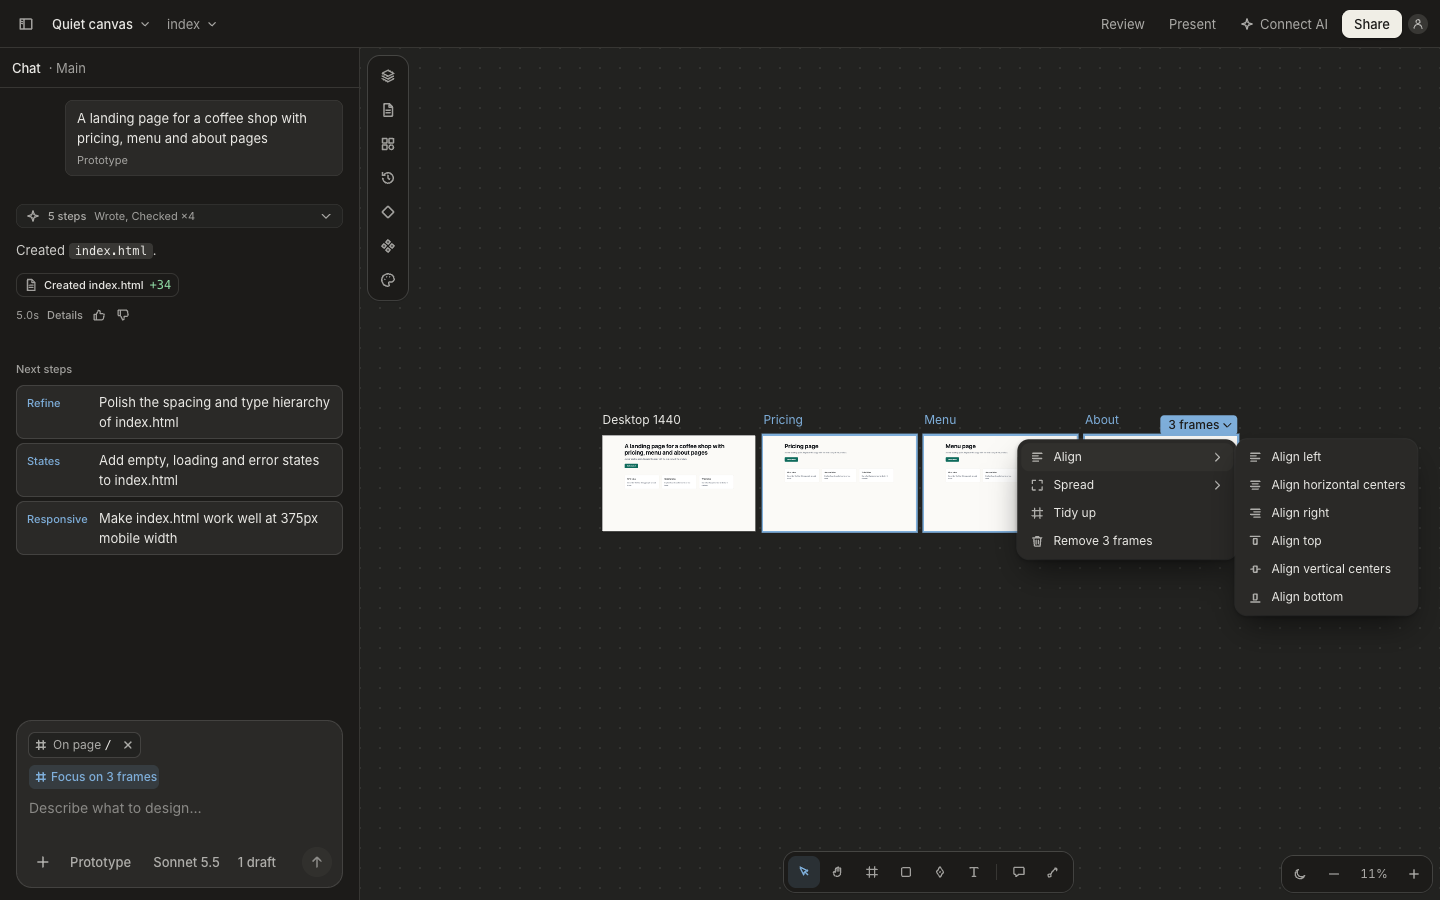 Quiet canvas
index
Review
Present
Connect AI
Share
Chat · Main
A landing page for a coffee shop with
pricing, menu and about pages
Prototype
5 steps Wrote, Checked ×4
Created index.html.
Created index.html +34
5.0s Details
Next steps
Refine Polish the spacing and type hierarchy
of index.html
States Add empty, loading and error states
to index.html
Responsive Make index.html work well at 375px
mobile width
On page /
Focus on 3 frames
Describe what to design...
Prototype Sonnet 5.5 1 draft
Desktop 1440
Pricing
Menu
About
3 frames
A landing page for a coffee shop with
pricing, menu and about pages
Pricing page
Menu page
Align
Spread
Tidy up
Remove 3 frames
Align left
Align horizontal centers
Align right
Align top
Align vertical centers
Align bottom
11%